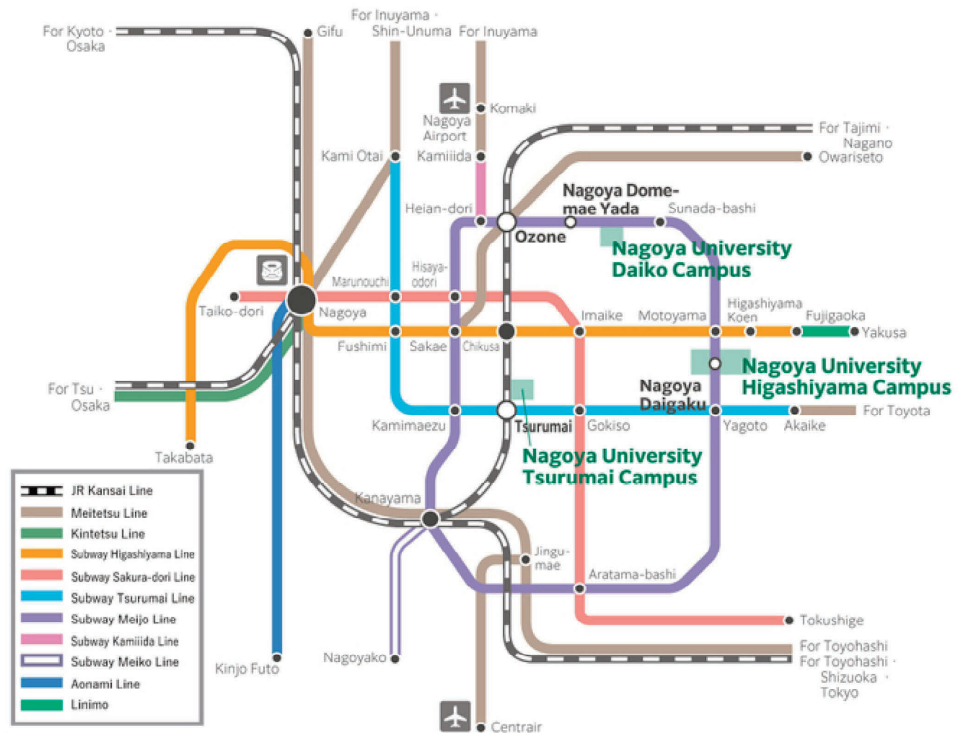 For Kyoto ·
Osaka
Gifu
For Inuyama ·
Shin-Unuma
For Inuyama
Komaki
Nagoya
Airport
Kamiiida
Kami Otai
For Tajimi ·
Nagano
Owariseto
Heian-dori
Ozone
Nagoya Dome-
mae Yada
Sunada-bashi
Nagoya University
Daiko Campus
Taiko-dori
Nagoya
Marunouchi
Hisaya-
odori
Fushimi
Sakae
Chikusa
Imaike
Motoyama
Higashiyama
Koen
Fujigaoka
Yakusa
Nagoya University
Higashiyama Campus
Nagoya
Daigaku
For Tsu ·
Osaka
Takabata
Kamimaezu
Tsurumai
Gokiso
Yagoto
Akaike
For Toyota
Nagoya University
Tsurumai Campus
Kanayama
Jingu-
mae
Aratama-bashi
Tokushige
Kinjo Futo
Nagoyako
Centrair
For Toyohashi
For Toyohashi ·
Shizuoka ·
Tokyo
JR Kansai Line
Meitetsu Line
Kintetsu Line
Subway Higashiyama Line
Subway Sakura-dori Line
Subway Tsurumai Line
Subway Meijo Line
Subway Kamiiida Line
Subway Meiko Line
Aonami Line
Linimo